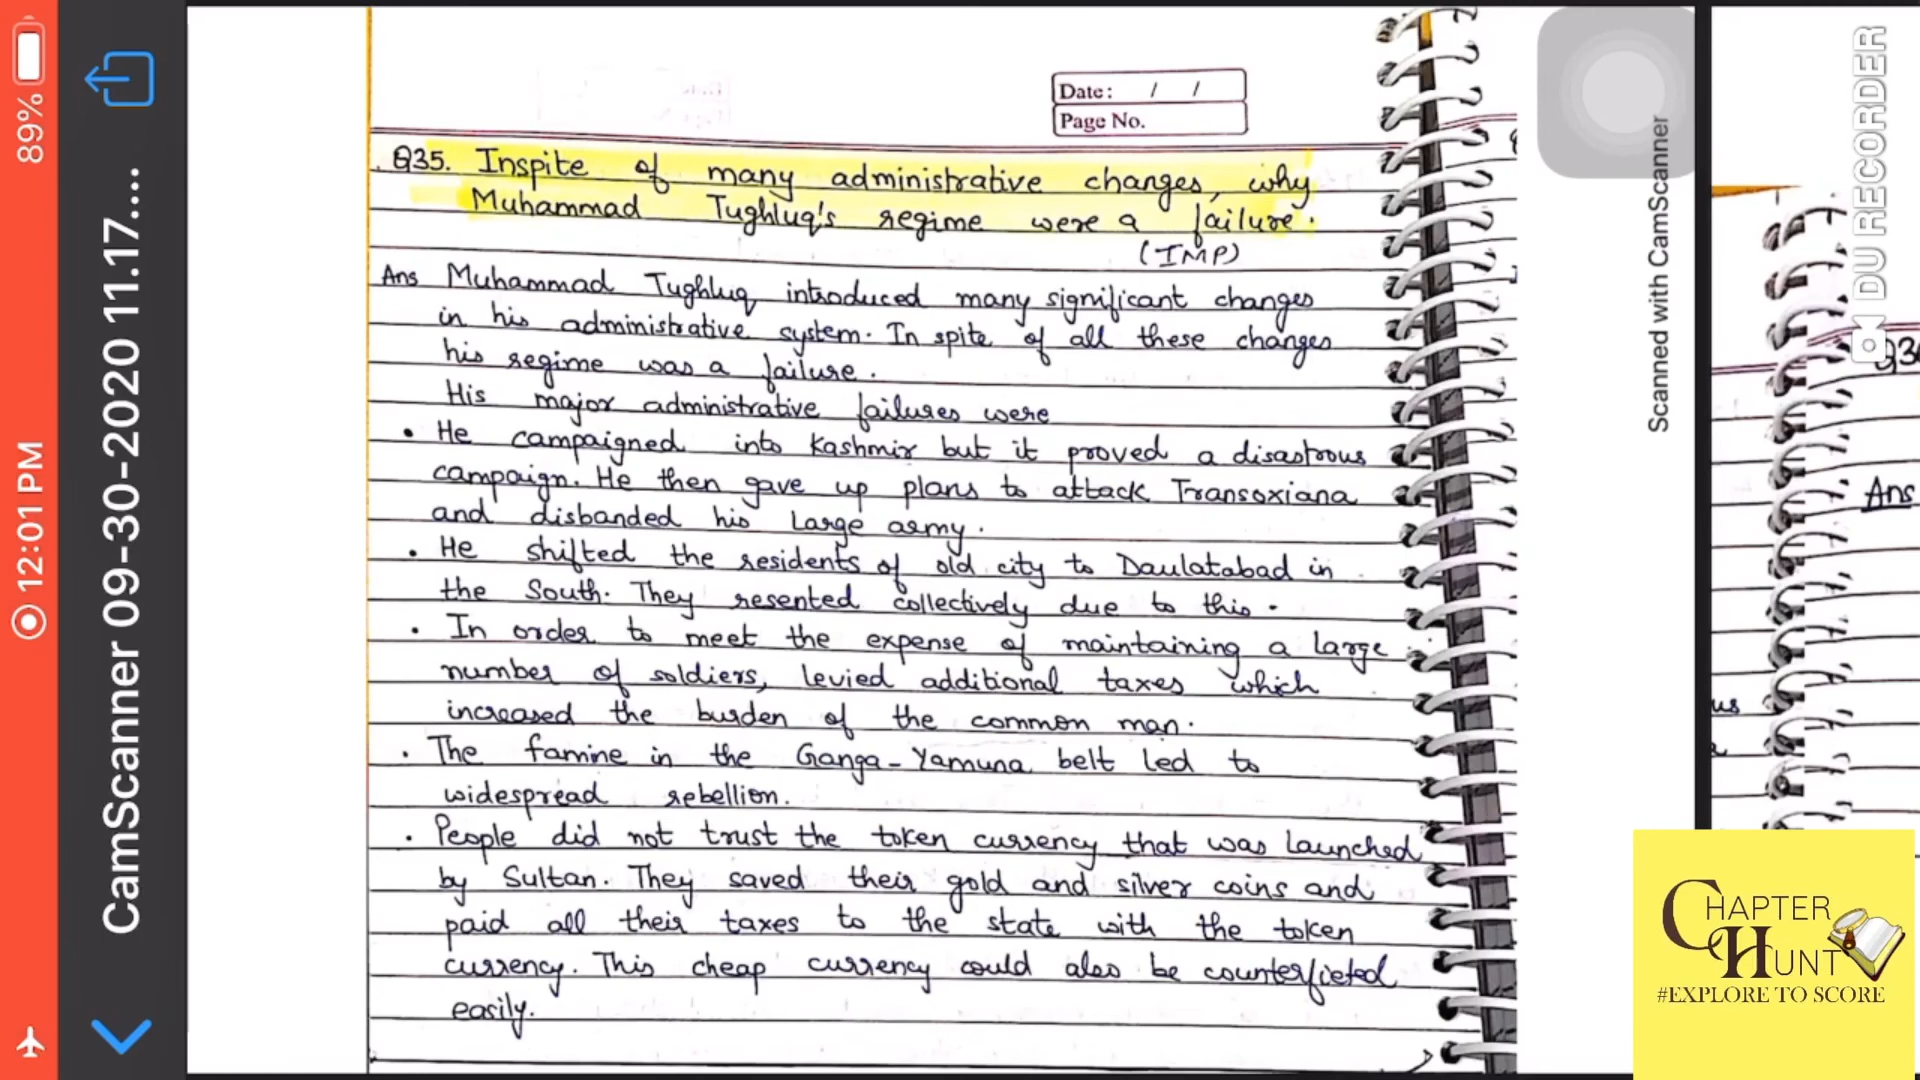 89%
12:01 PM
CamScanner 09-30-2020 11.17....
Date: / /
Page No.
Q35. Inspite of many administrative changes, why
Muhammad Tughluq's regime were a failure.
(IMP)
Ans Muhammad Tughluq introduced many significant changes
in his administrative system. In spite of all these changes
his regime was a failure.
His major administrative failures were
• He campaigned into Kashmir but it proved a disastrous
campaign. He then gave up plans to attack Transoxiana
and disbanded his large army.
• He shifted the residents of old city to Daulatabad in
the South. They resented collectively due to this.
• In order to meet the expense of maintaining a large
number of soldiers, levied additional taxes which
increased the burden of the common man.
• The famine in the Ganga-Yamuna belt led to
widespread rebellion.
• People did not trust the token currency that was launched
by Sultan. They saved their gold and silver coins and
paid all their taxes to the state with the token
currency. This cheap currency could also be counterfieted
easily.
Scanned with CamScanner
DU RECORDER
Ans
us
CHAPTER
HUNT
#EXPLORE TO SCORE